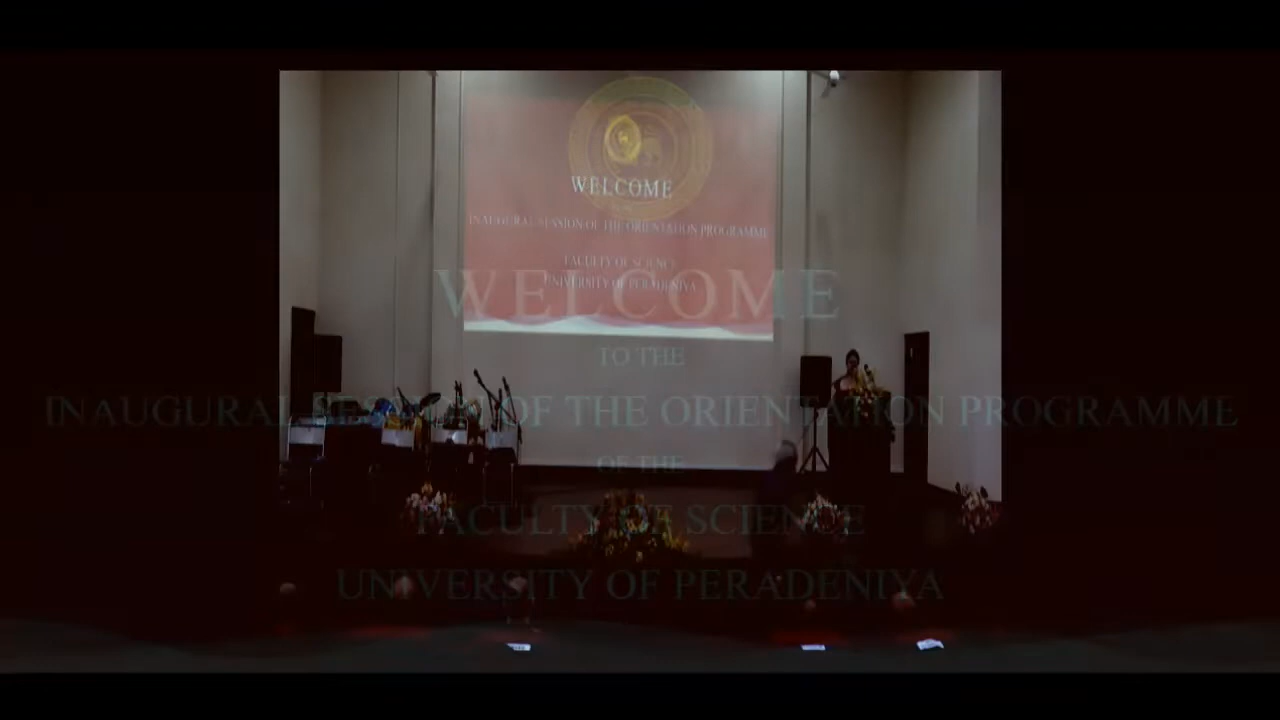 WELCOME
INAUGURAL SESSION OF THE ORIENTATION PROGRAMME
FACULTY OF SCIENCE
UNIVERSITY OF PERADENIYA
WELCOME
TO THE
INAUGURAL SESSION OF THE ORIENTATION PROGRAMME
OF THE
FACULTY OF SCIENCE
UNIVERSITY OF PERADENIYA